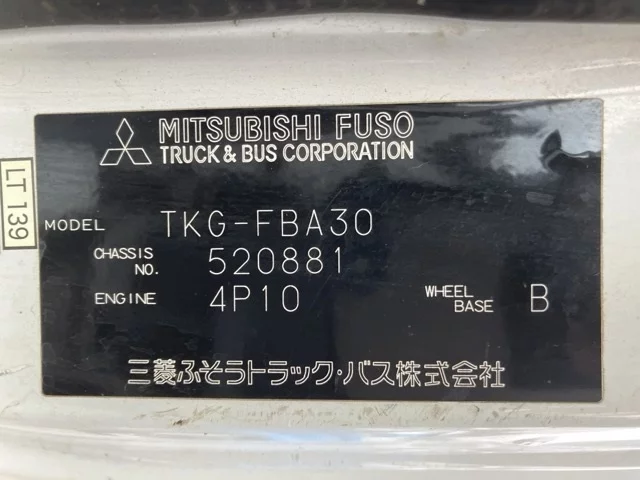 MITSUBISHI FUSO
TRUCK & BUS CORPORATION
LT 139
MODEL TKG-FBA30
CHASSIS NO. 520881
ENGINE 4P10 WHEEL BASE B
三菱ふそうトラック・バス株式会社